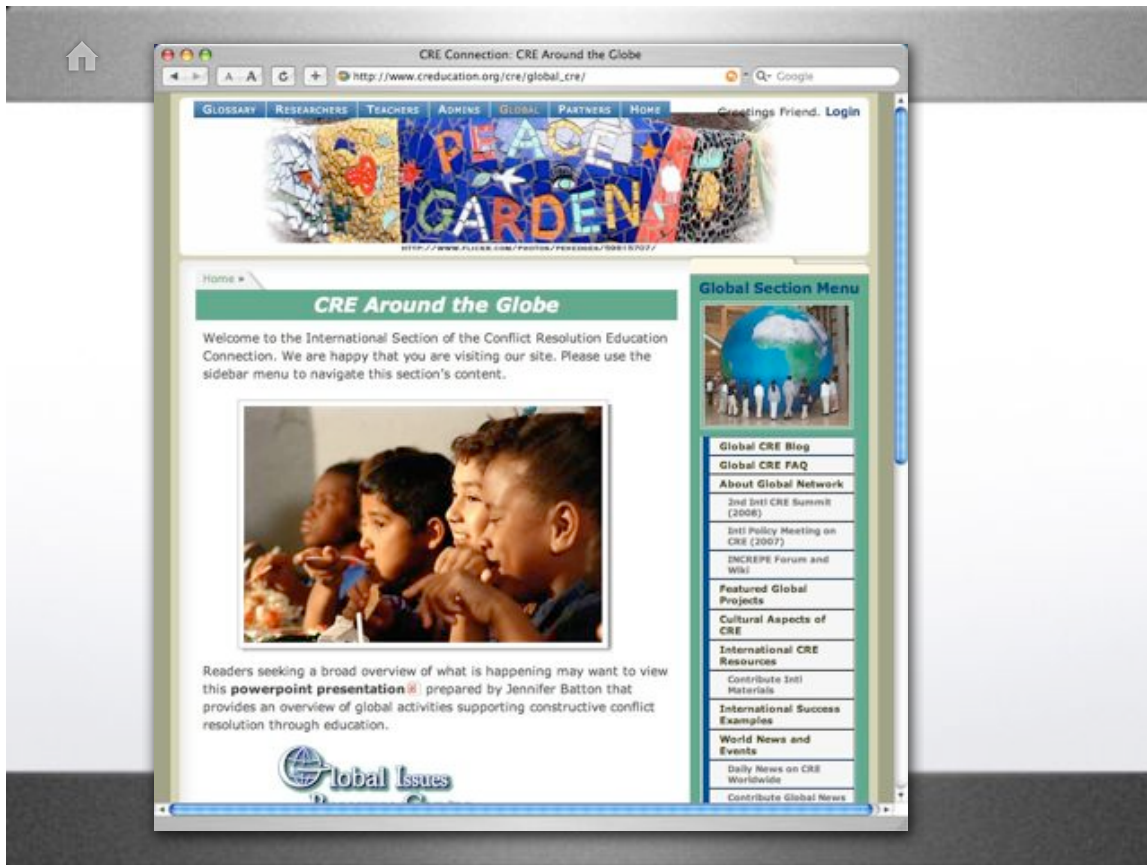 CRE Connection: CRE Around the Globe
A A
http://www.creducation.org/cre/global_cre/
Google
GLOSSARY RESEARCHERS TEACHERS ADMINS GLOBAL PARTNERS HOME
Greetings Friend. Login
PEACE
GARDEN
Home »
CRE Around the Globe
Welcome to the International Section of the Conflict Resolution Education
Connection. We are happy that you are visiting our site. Please use the
sidebar menu to navigate this section's content.
Readers seeking a broad overview of what is happening may want to view
this powerpoint presentation prepared by Jennifer Batton that
provides an overview of global activities supporting constructive conflict
resolution through education.
Global Issues
Global Section Menu
Global CRE Blog
Global CRE FAQ
About Global Network
2nd Intl CRE Summit
(2008)
Intl Policy Meeting on
CRE (2007)
INCREPE Forum and
Wiki
Featured Global
Projects
Cultural Aspects of
CRE
International CRE
Resources
Contribute Intl
Materials
International Success
Examples
World News and
Events
Daily News on CRE
Worldwide
Contribute Global News